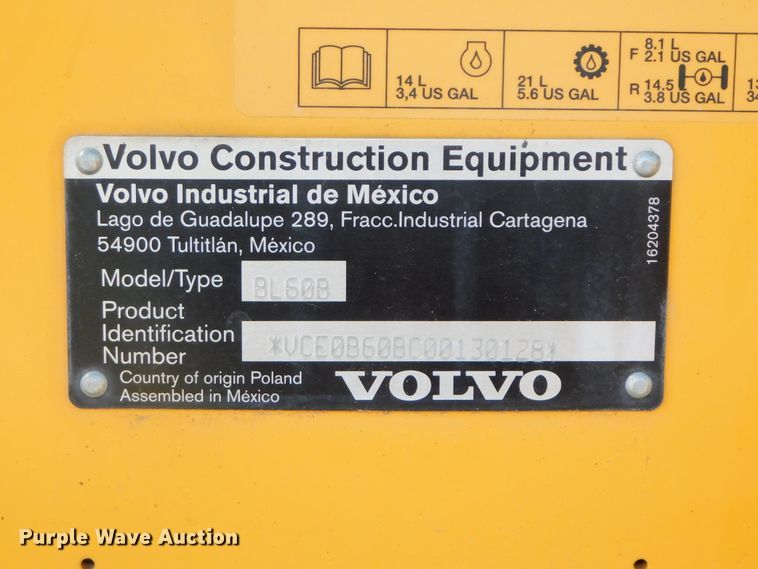 14 L
3,4 US GAL
21 L
5.6 US GAL
F 8.1 L
2.1 US GAL
R 14.5 L
3.8 US GAL
Volvo Construction Equipment
Volvo Industrial de México
Lago de Guadalupe 289, Fracc.Industrial Cartagena
54900 Tultitlán, México
16204378
Model/Type BL60B
Product
Identification
Number *VCE0B60BC00130128*
Country of origin Poland
Assembled in México
VOLVO
Purple Wave Auction